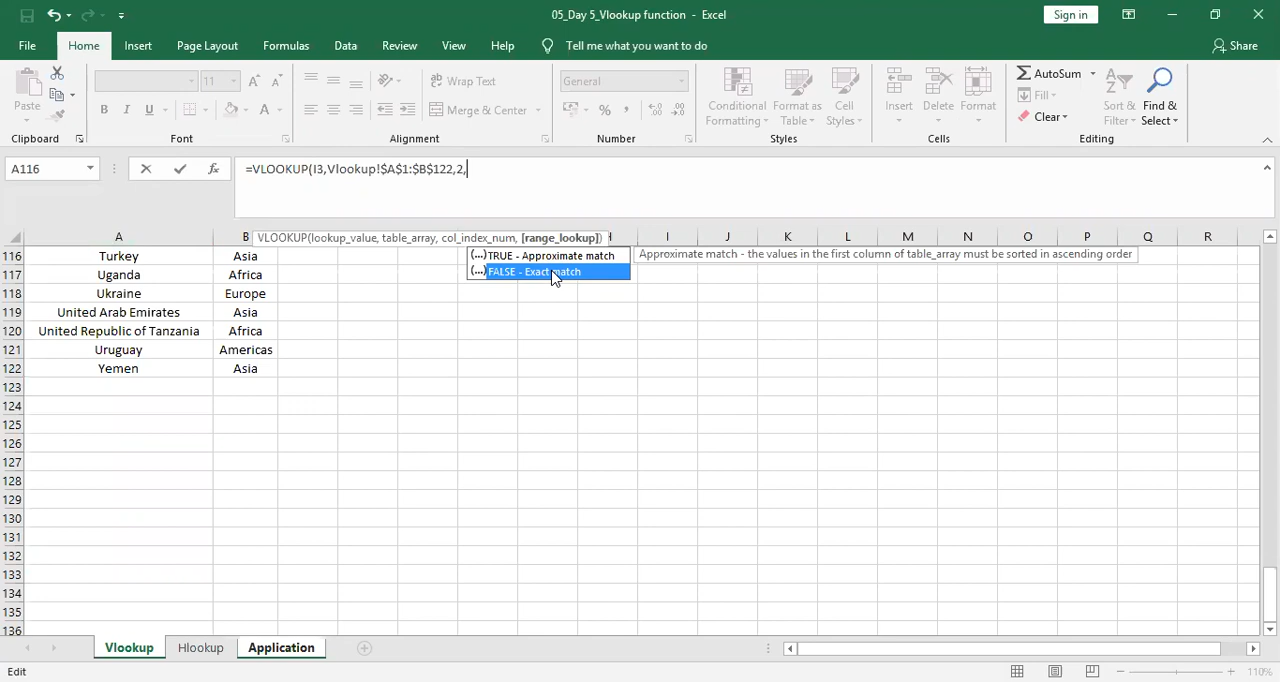 05_Day 5_Vlookup function - Excel
Sign in
File Home Insert Page Layout Formulas Data Review View Help Tell me what you want to do Share
Paste
Clipboard
11 A A
B I U A
Font
Wrap Text
Merge & Center
Alignment
General
% ,
Number
Conditional Formatting
Format as Table
Cell Styles
Styles
Insert Delete Format
Cells
AutoSum
Fill
Clear
Sort & Filter
Find & Select
Editing
A116 fx =VLOOKUP(I3,Vlookup!$A$1:$B$122,2,
VLOOKUP(lookup_value, table_array, col_index_num, [range_lookup])
A B H I J K L M N O P Q R
(...)TRUE - Approximate match
(...)FALSE - Exact match
Approximate match - the values in the first column of table_array must be sorted in ascending order
116 Turkey Asia
117 Uganda Africa
118 Ukraine Europe
119 United Arab Emirates Asia
120 United Republic of Tanzania Africa
121 Uruguay Americas
122 Yemen Asia
123
124
125
126
127
128
129
130
131
132
133
134
135
136
Vlookup Hlookup Application
Edit
110%